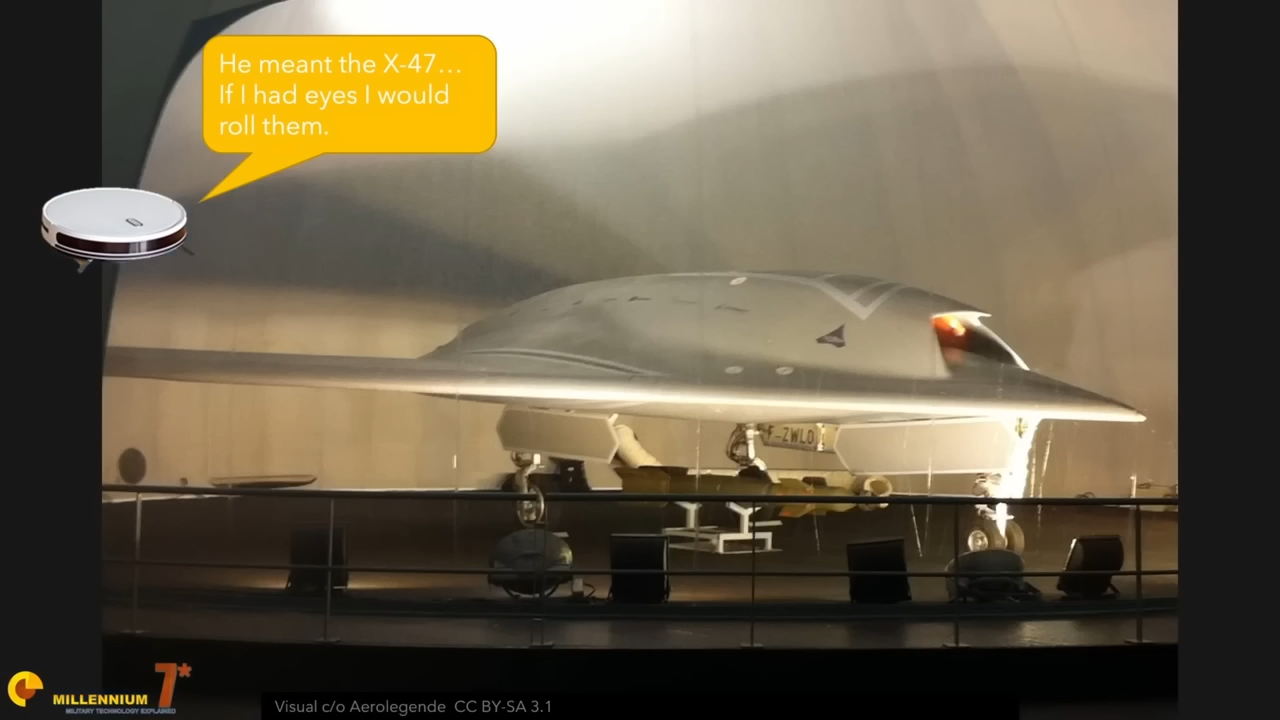 He meant the X-47…
If I had eyes I would
roll them.
F-ZWLO
MILLENNIUM 7*
MILITARY TECHNOLOGY EXPLAINED
Visual c/o Aerolegende CC BY-SA 3.1